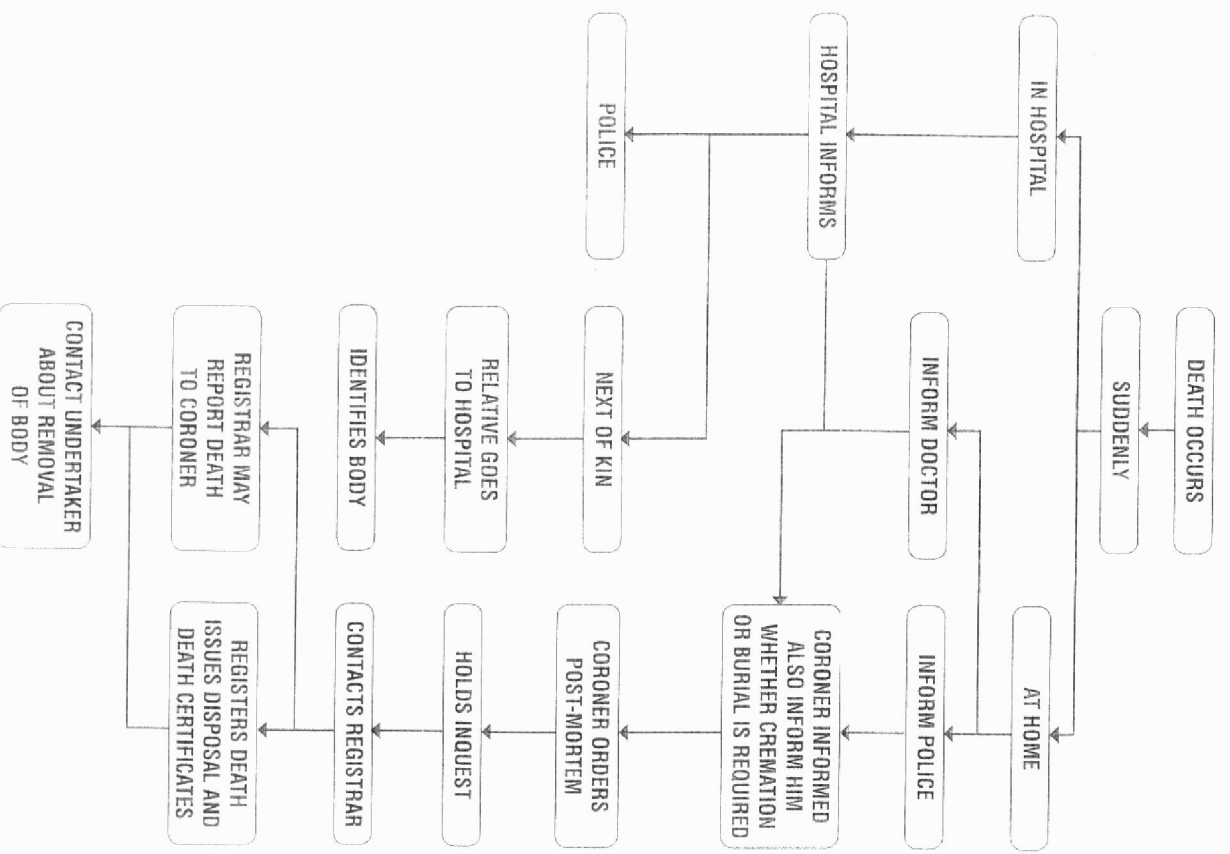 DEATH OCCURS
SUDDENLY
IN HOSPITAL
AT HOME
INFORM DOCTOR
INFORM POLICE
HOSPITAL INFORMS
CORONER INFORMED
ALSO INFORM HIM
WHETHER CREMATION
OR BURIAL IS REQUIRED
POLICE
NEXT OF KIN
CORONER ORDERS
POST-MORTEM
RELATIVE GOES
TO HOSPITAL
HOLDS INQUEST
IDENTIFIES BODY
CONTACTS REGISTRAR
REGISTRAR MAY
REPORT DEATH
TO CORONER
REGISTERS DEATH
ISSUES DISPOSAL AND
DEATH CERTIFICATES
CONTACT UNDERTAKER
ABOUT REMOVAL
OF BODY